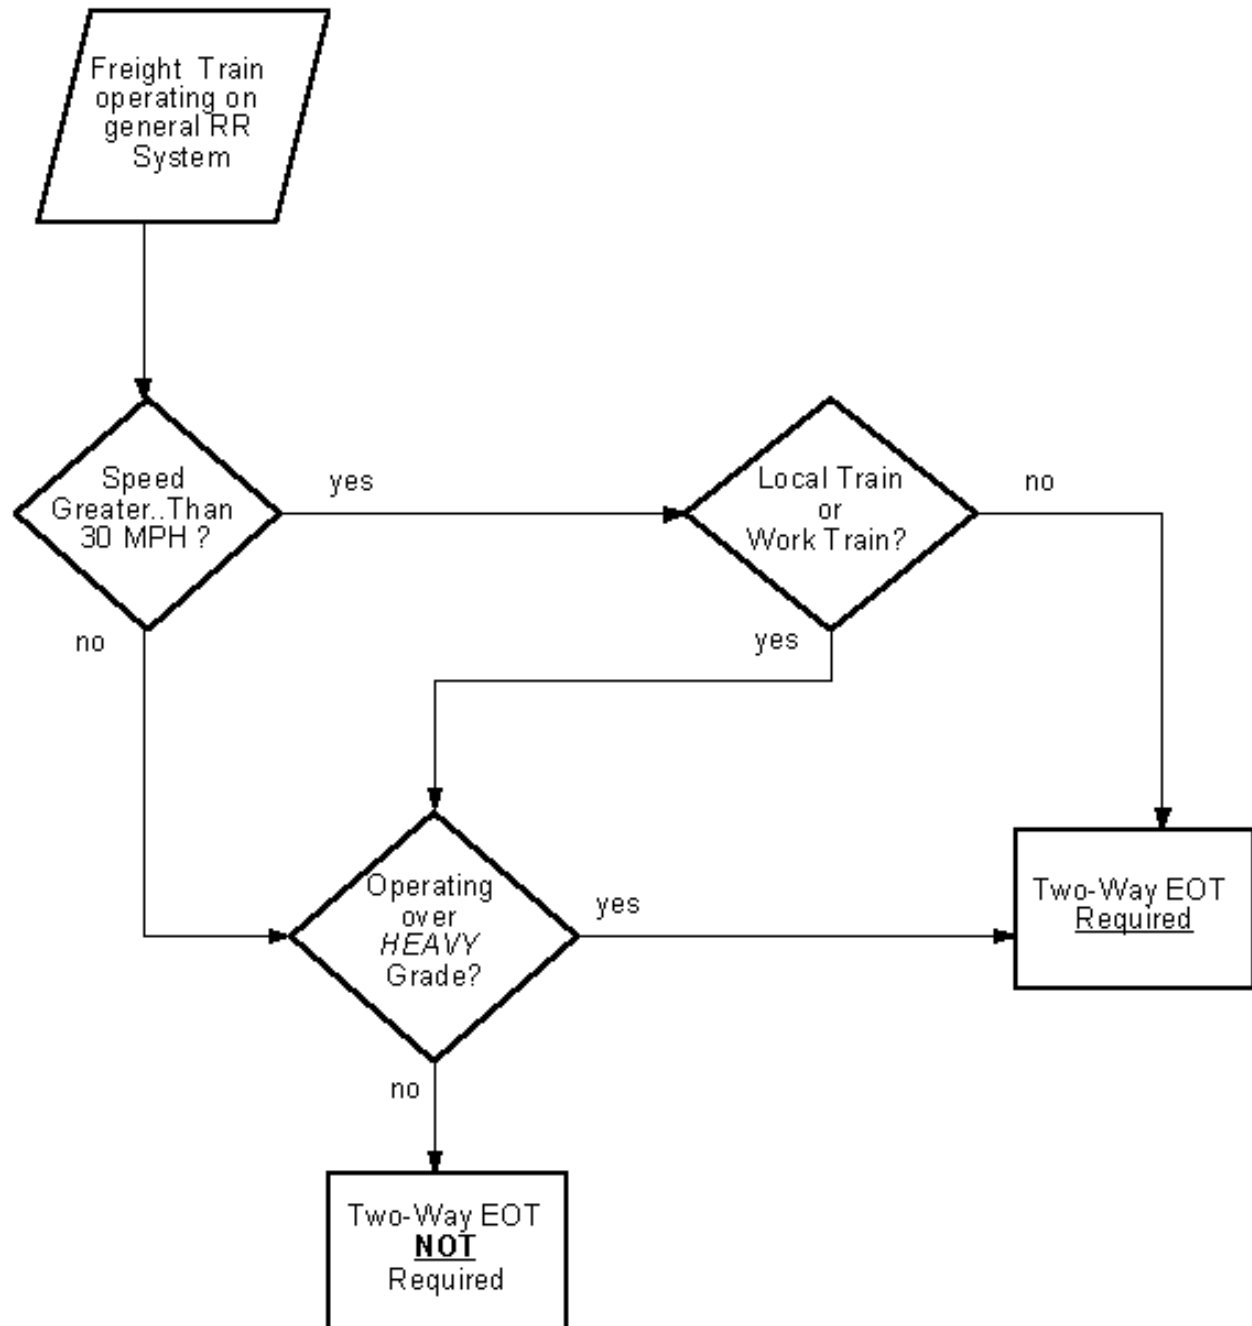 Freight Train
operating on
general RR
System
Speed
Greater..Than
30 MPH ?
yes
Local Train
or
Work Train?
no
no
yes
Operating
over
HEAVY
Grade?
yes
Two-Way EOT
Required
no
Two-Way EOT
NOT
Required